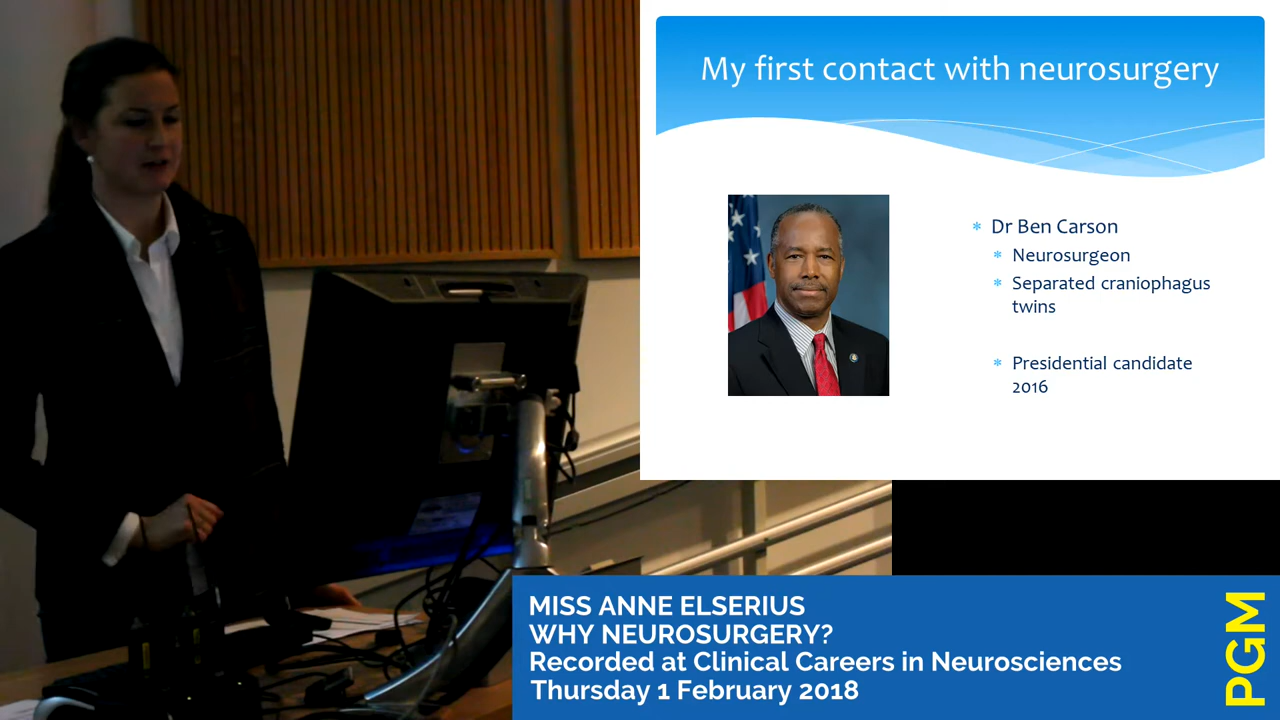 My first contact with neurosurgery
* Dr Ben Carson
* Neurosurgeon
* Separated craniophagus
twins
* Presidential candidate
2016
MISS ANNE ELSERIUS
WHY NEUROSURGERY?
Recorded at Clinical Careers in Neurosciences
Thursday 1 February 2018
PGM